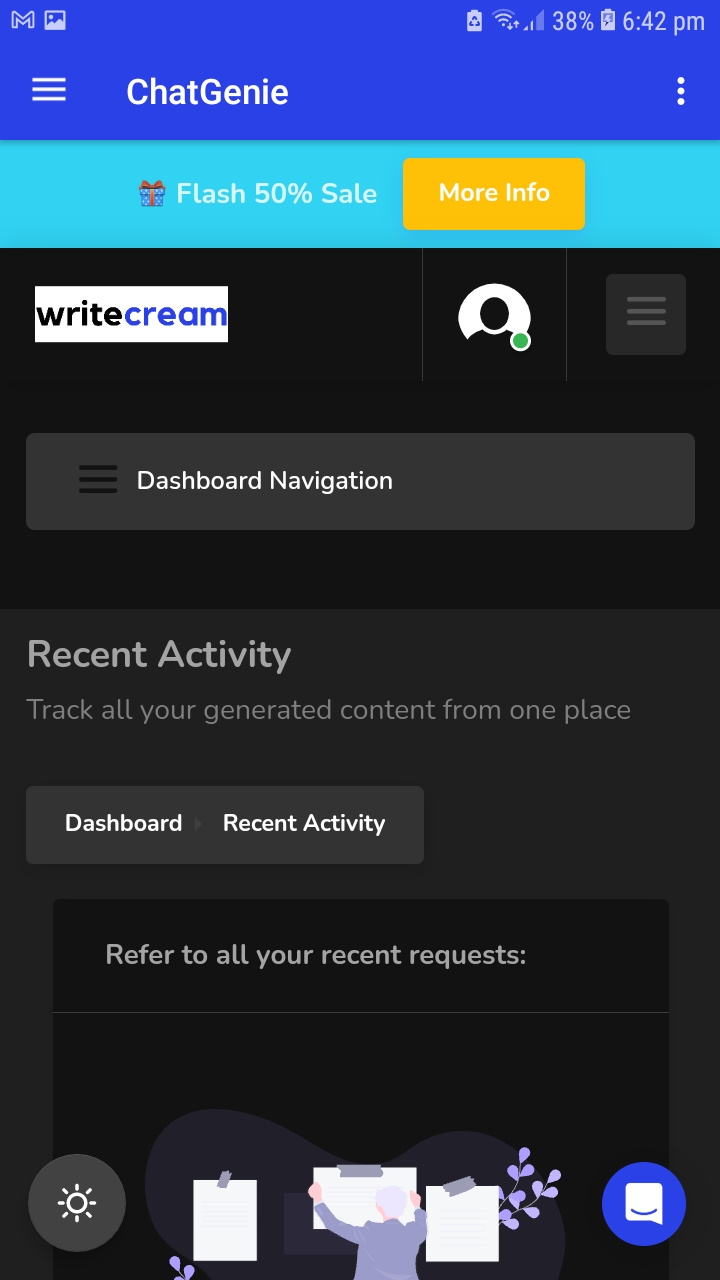 38% 6:42 pm
ChatGenie
Flash 50% Sale More Info
writecream
Dashboard Navigation
Recent Activity
Track all your generated content from one place
Dashboard Recent Activity
Refer to all your recent requests: